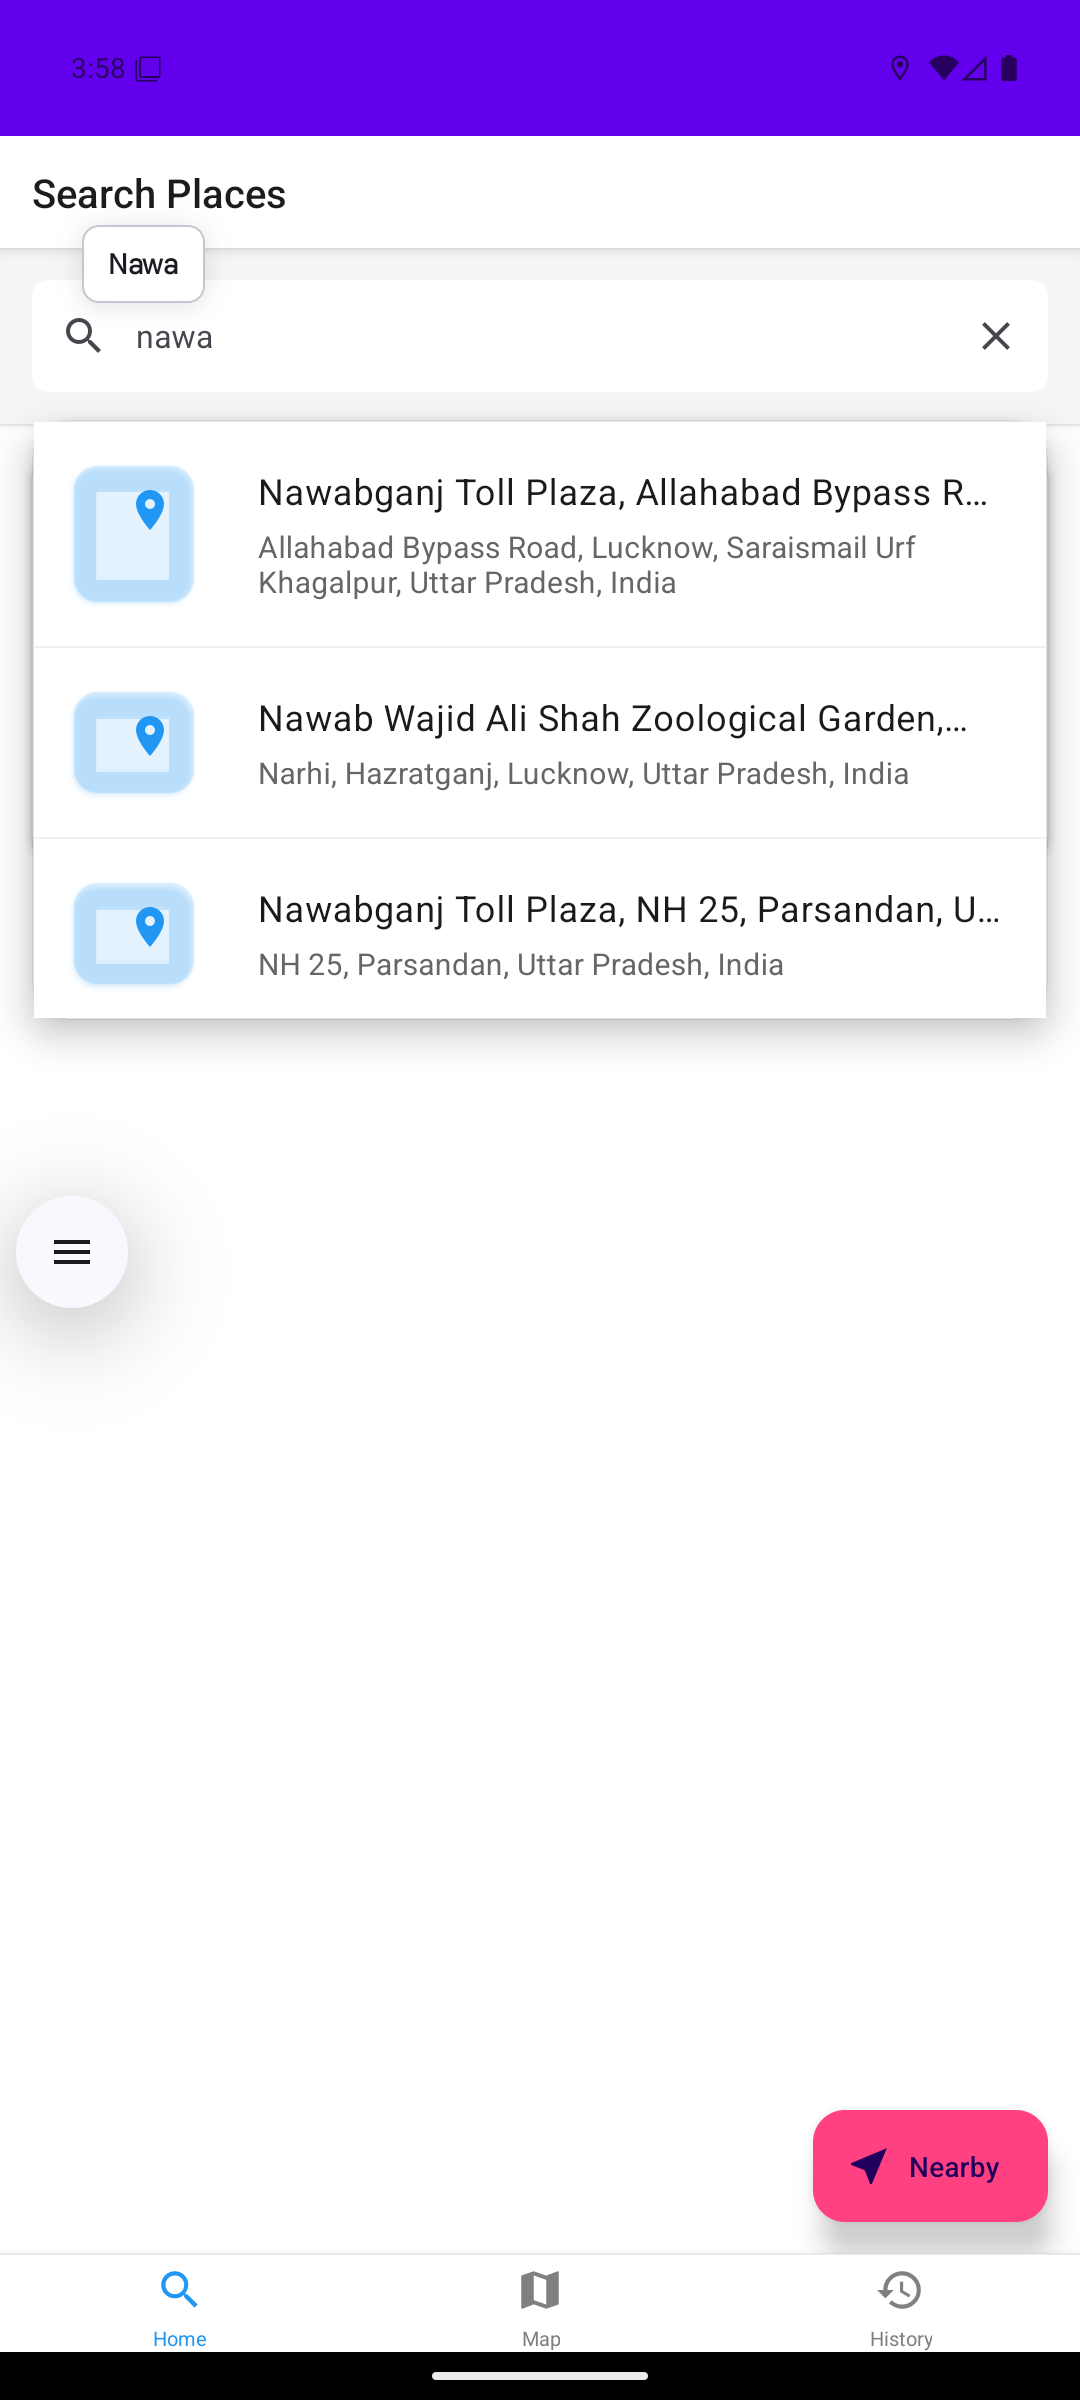 3:58
Search Places
Nawa
nawa
Nawabganj Toll Plaza, Allahabad Bypass R...
Allahabad Bypass Road, Lucknow, Saraismail Urf
Khagalpur, Uttar Pradesh, India
Nawab Wajid Ali Shah Zoological Garden,...
Narhi, Hazratganj, Lucknow, Uttar Pradesh, India
Nawabganj Toll Plaza, NH 25, Parsandan, U...
NH 25, Parsandan, Uttar Pradesh, India
Nearby
Home
Map
History